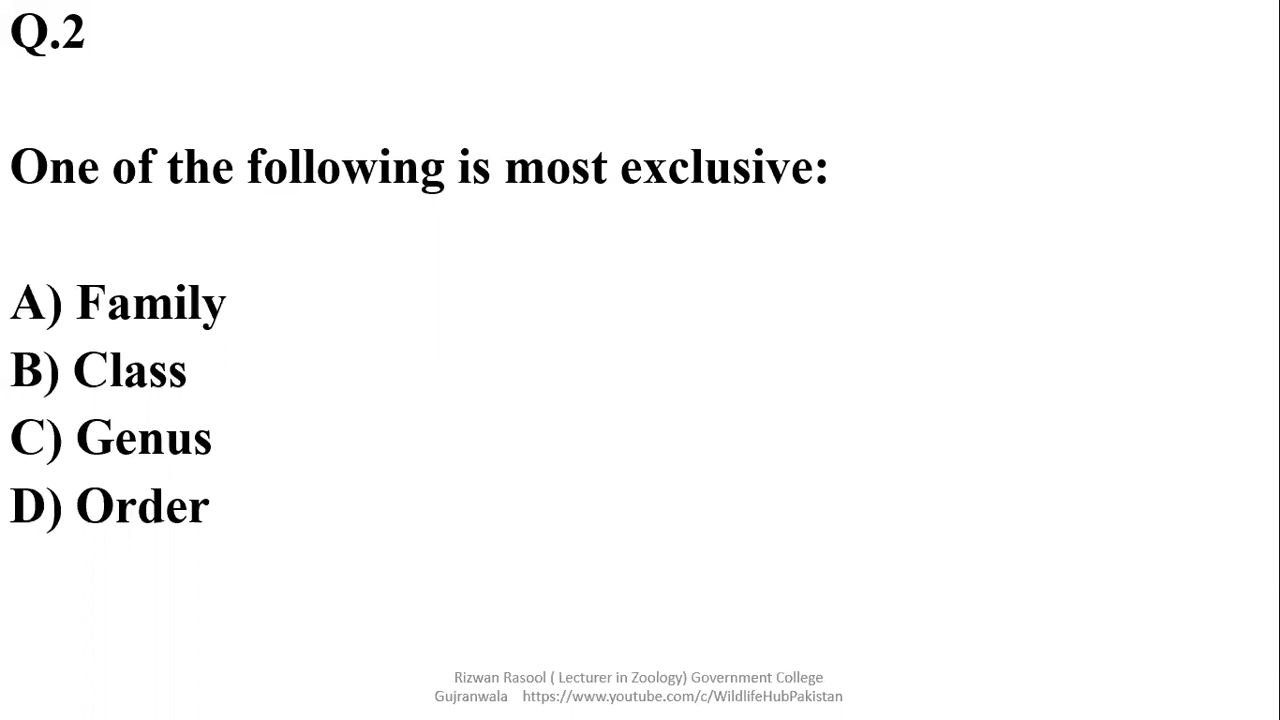 Q.2
One of the following is most exclusive:
A) Family
B) Class
C) Genus
D) Order
Rizwan Rasool ( Lecturer in Zoology) Government College
Gujranwala https://www.youtube.com/c/WildlifeHubPakistan